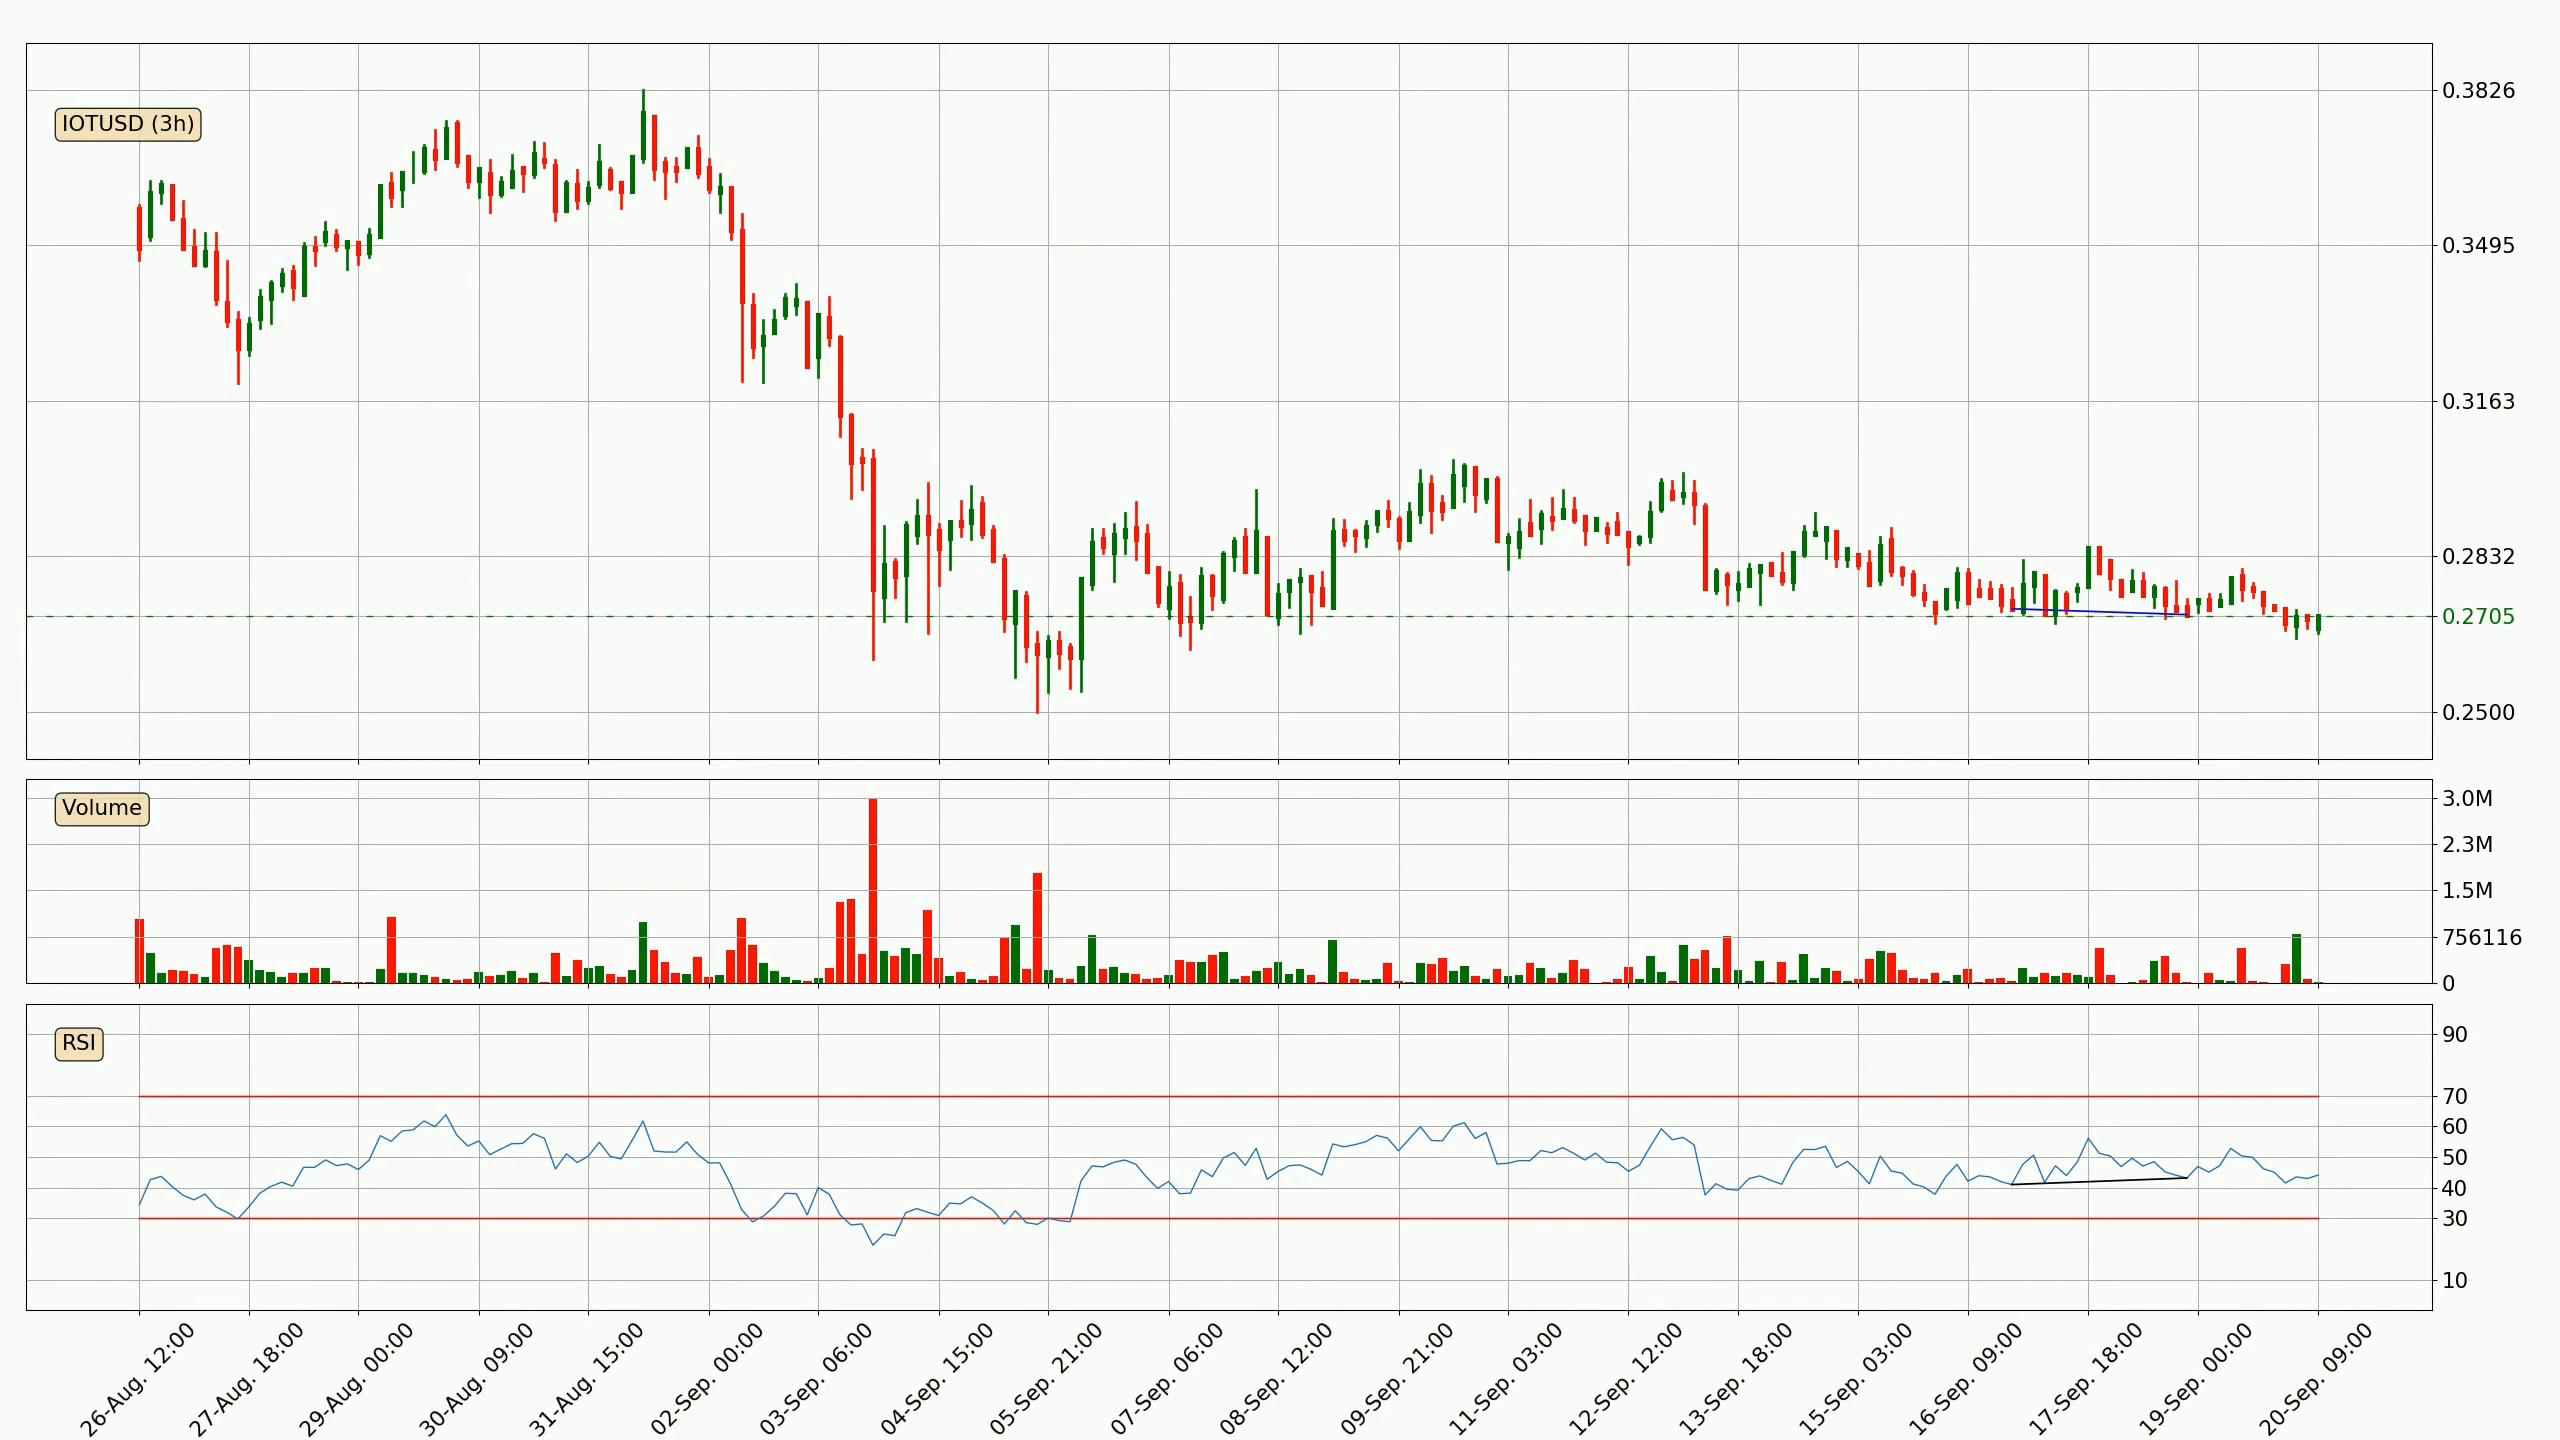 IOTUSD (3h)
0.3826
0.3495
0.3163
0.2832
0.2705
0.2500
Volume
3.0M
2.3M
1.5M
756116
0
RSI
90
70
60
50
40
30
10
26-Aug. 12:00
27-Aug. 18:00
29-Aug. 00:00
30-Aug. 09:00
31-Aug. 15:00
02-Sep. 00:00
03-Sep. 06:00
04-Sep. 15:00
05-Sep. 21:00
07-Sep. 06:00
08-Sep. 12:00
09-Sep. 21:00
11-Sep. 03:00
12-Sep. 12:00
13-Sep. 18:00
15-Sep. 03:00
16-Sep. 09:00
17-Sep. 18:00
19-Sep. 00:00
20-Sep. 09:00